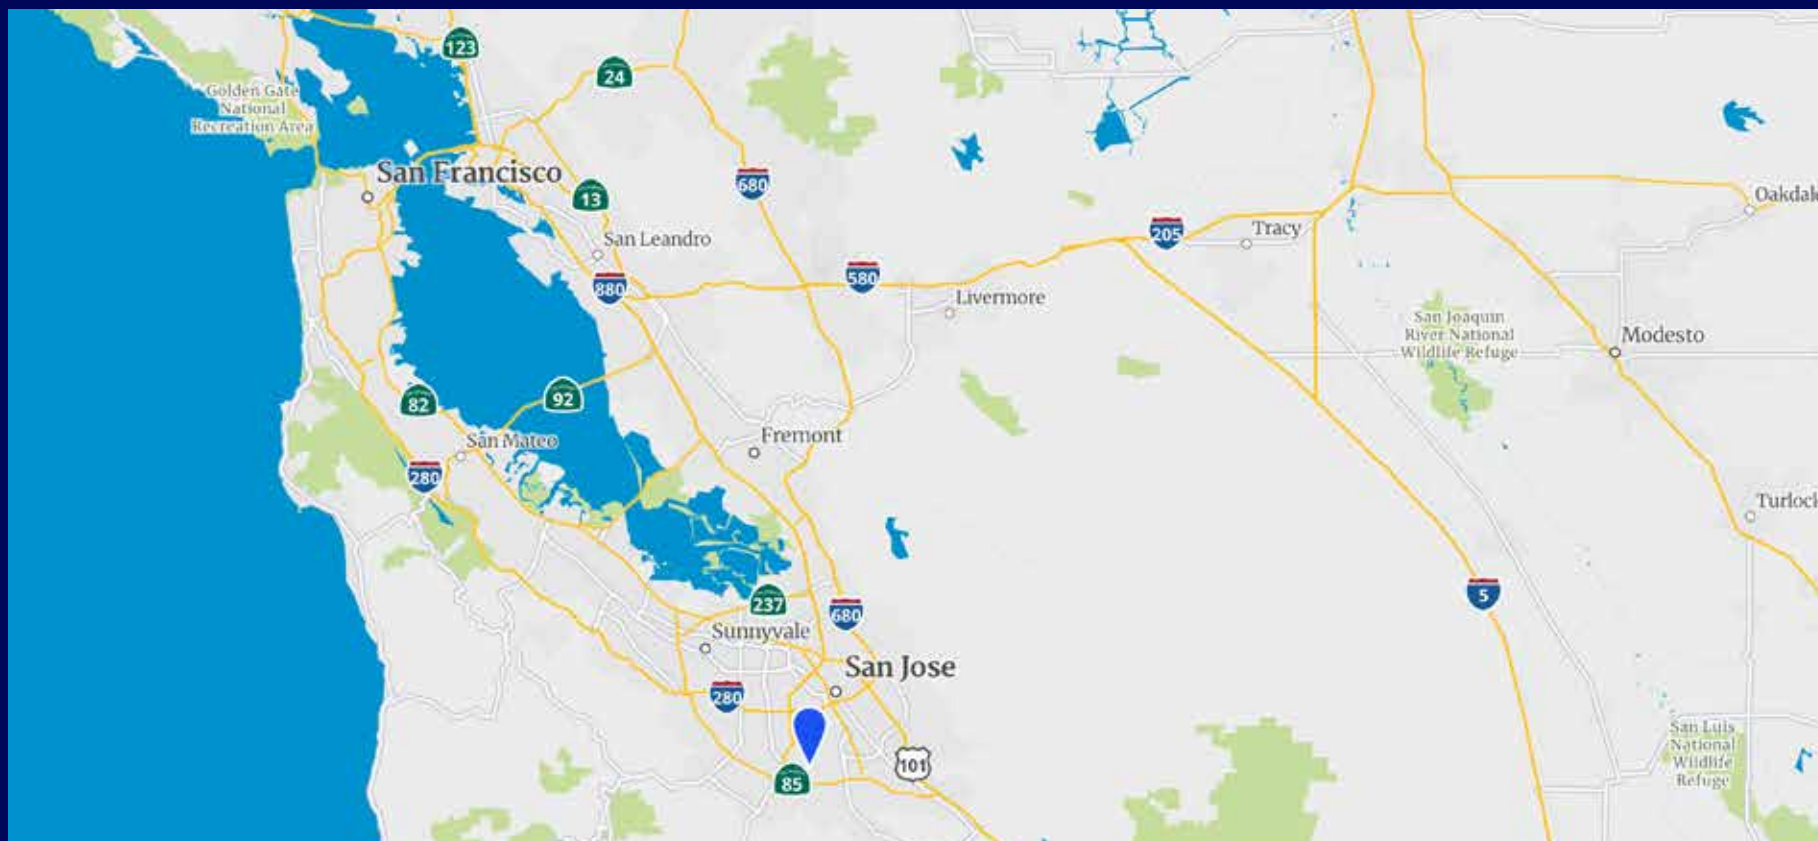 123
24
Golden Gate
National
Recreation Area
San Francisco
680
13
Oakdale
San Leandro
205
Tracy
880
580
Livermore
San Joaquin
River National
Wildlife Refuge
Modesto
82
92
San Mateo
Fremont
280
Turlock
237
680
5
Sunnyvale
San Jose
280
101
85
San Luis
National
Wildlife
Refuge